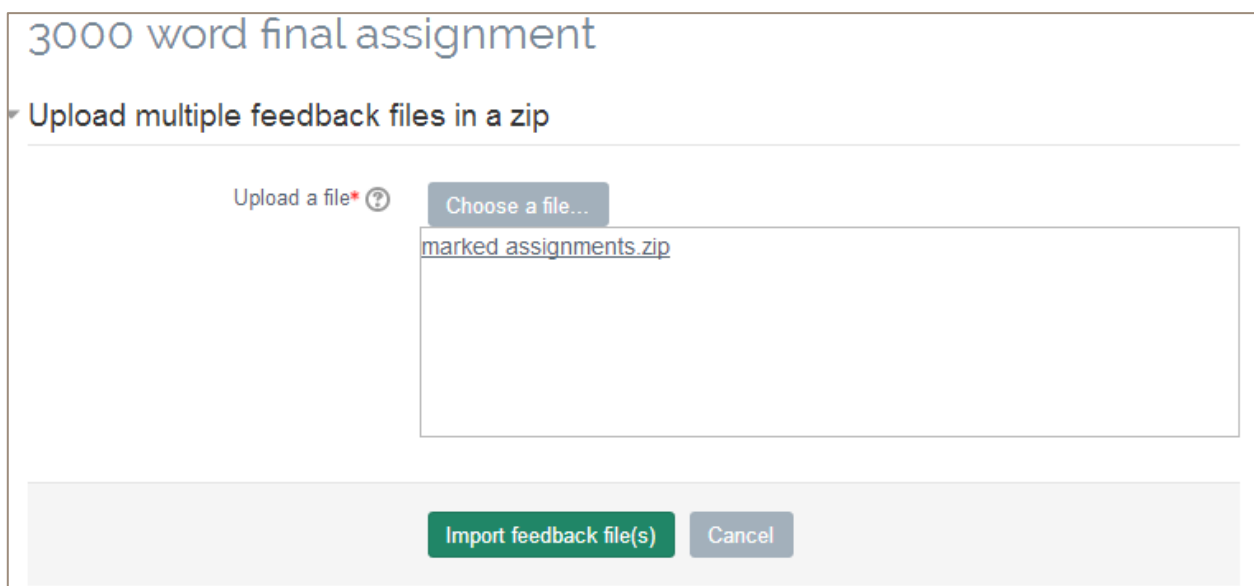 3000 word final assignment
Upload multiple feedback files in a zip
Upload a file* ?
Choose a file...
marked assignments.zip
Import feedback file(s) Cancel